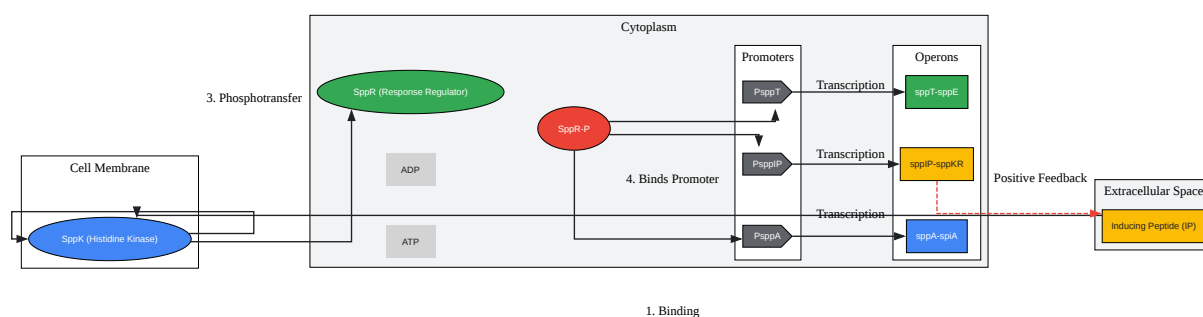 Cytoplasm
Promoters
Operons
3. Phosphotransfer
SppR (Response Regulator)
PsppT
Transcription
sppT-sppE
SppR-P
Cell Membrane
ADP
4. Binds Promoter
PsppIP
Transcription
sppIP-sppKR
Positive Feedback
Extracellular Space
SppK (Histidine Kinase)
ATP
PsppA
Transcription
sppA-spiA
Inducing Peptide (IP)
1. Binding